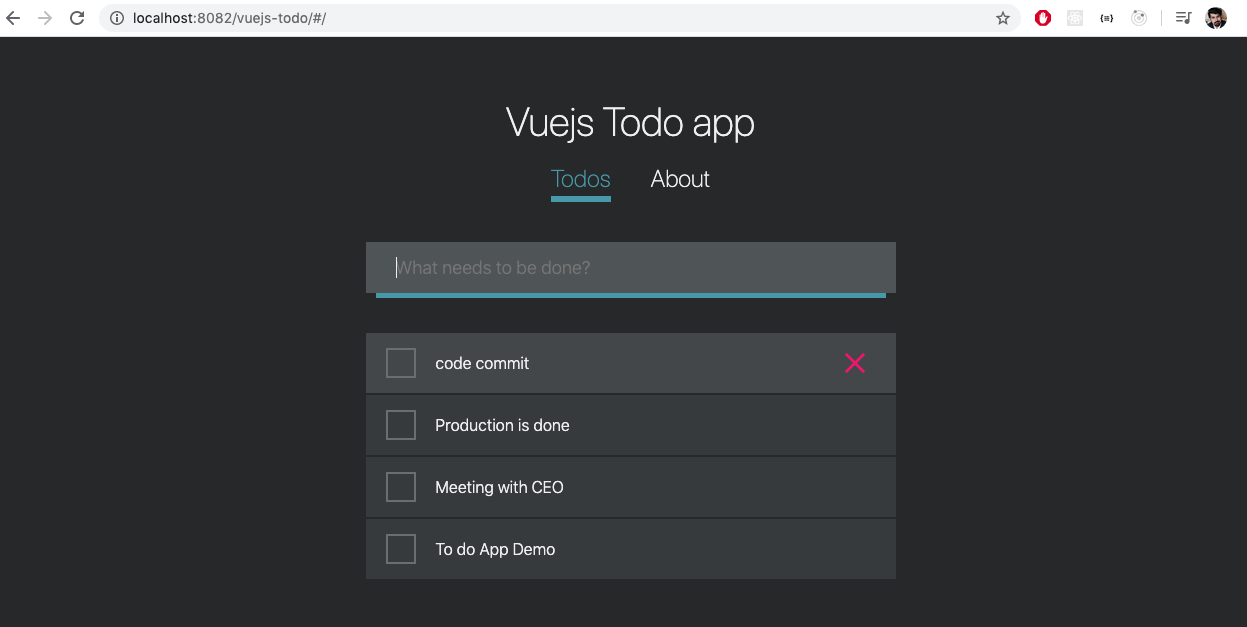 localhost:8082/vuejs-todo/#/
Vuejs Todo app
Todos About
What needs to be done?
code commit
Production is done
Meeting with CEO
To do App Demo